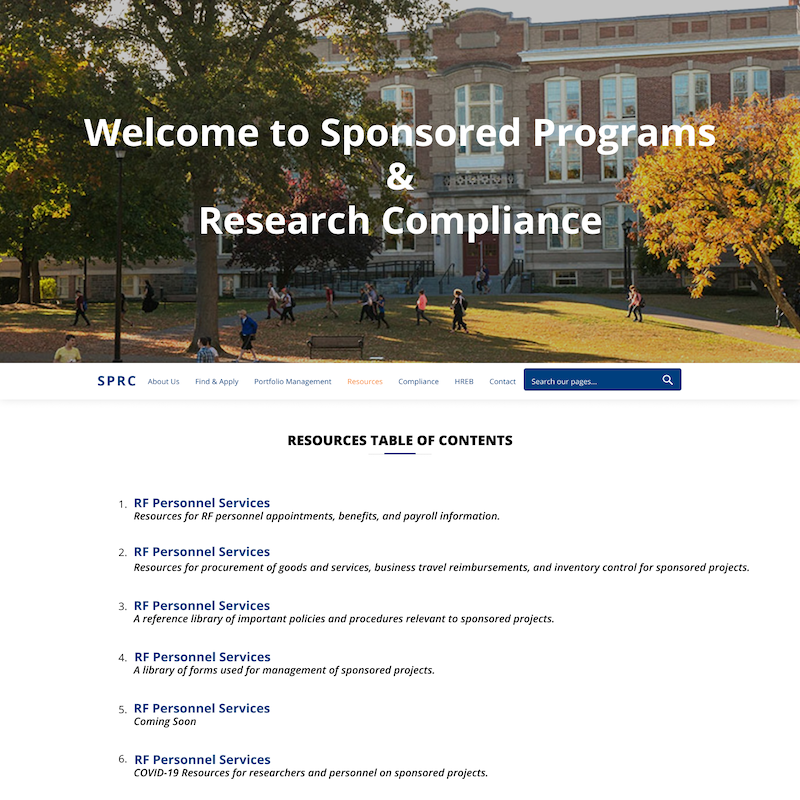 Welcome to Sponsored Programs
&
Research Compliance
SPRC About Us Find & Apply Portfolio Management Resources Compliance HREB Contact Search our pages...
RESOURCES TABLE OF CONTENTS
1. RF Personnel Services
Resources for RF personnel appointments, benefits, and payroll information.
2. RF Personnel Services
Resources for procurement of goods and services, business travel reimbursements, and inventory control for sponsored projects.
3. RF Personnel Services
A reference library of important policies and procedures relevant to sponsored projects.
4. RF Personnel Services
A library of forms used for management of sponsored projects.
5. RF Personnel Services
Coming Soon
6. RF Personnel Services
COVID-19 Resources for researchers and personnel on sponsored projects.